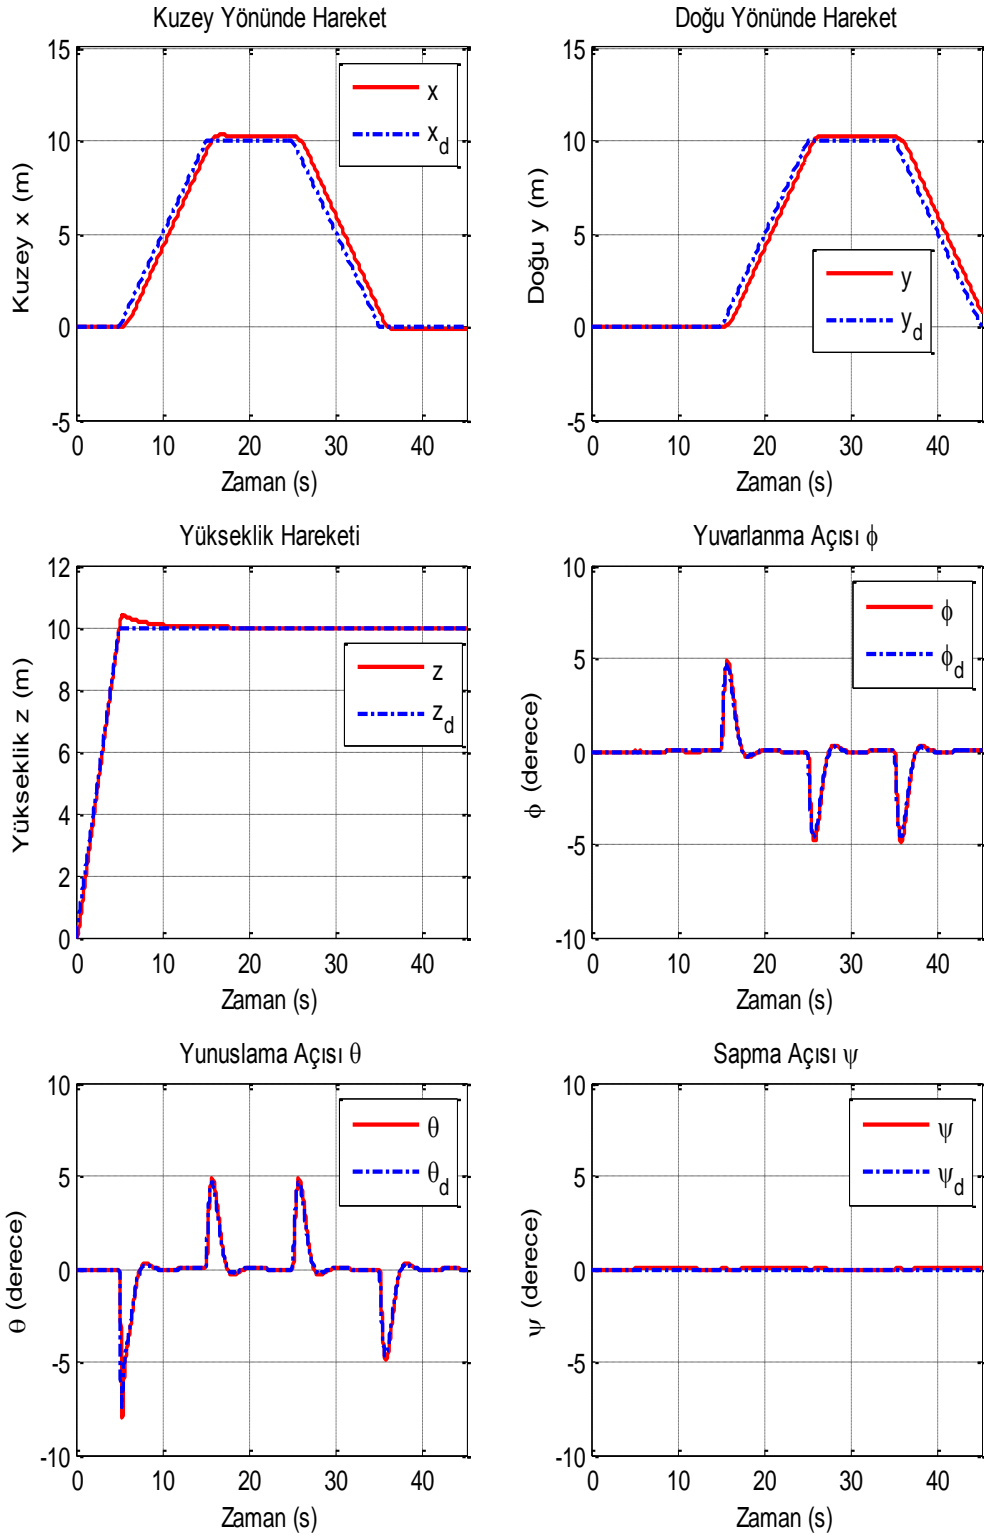 Kuzey Yönünde Hareket
Kuzey x (m)
15
10
5
0
-5
x
x_d
0 10 20 30 40
Zaman (s)
Doğu Yönünde Hareket
Doğu y (m)
15
10
5
0
-5
y
y_d
0 10 20 30 40
Zaman (s)
Yükseklik Hareketi
Yükseklik z (m)
12
10
8
6
4
2
0
z
z_d
0 10 20 30 40
Zaman (s)
Yuvarlanma Açısı ϕ
ϕ (derece)
10
5
0
-5
-10
ϕ
ϕ_d
0 10 20 30 40
Zaman (s)
Yunuslama Açısı θ
θ (derece)
10
5
0
-5
-10
θ
θ_d
0 10 20 30 40
Zaman (s)
Sapma Açısı ψ
ψ (derece)
10
5
0
-5
-10
ψ
ψ_d
0 10 20 30 40
Zaman (s)